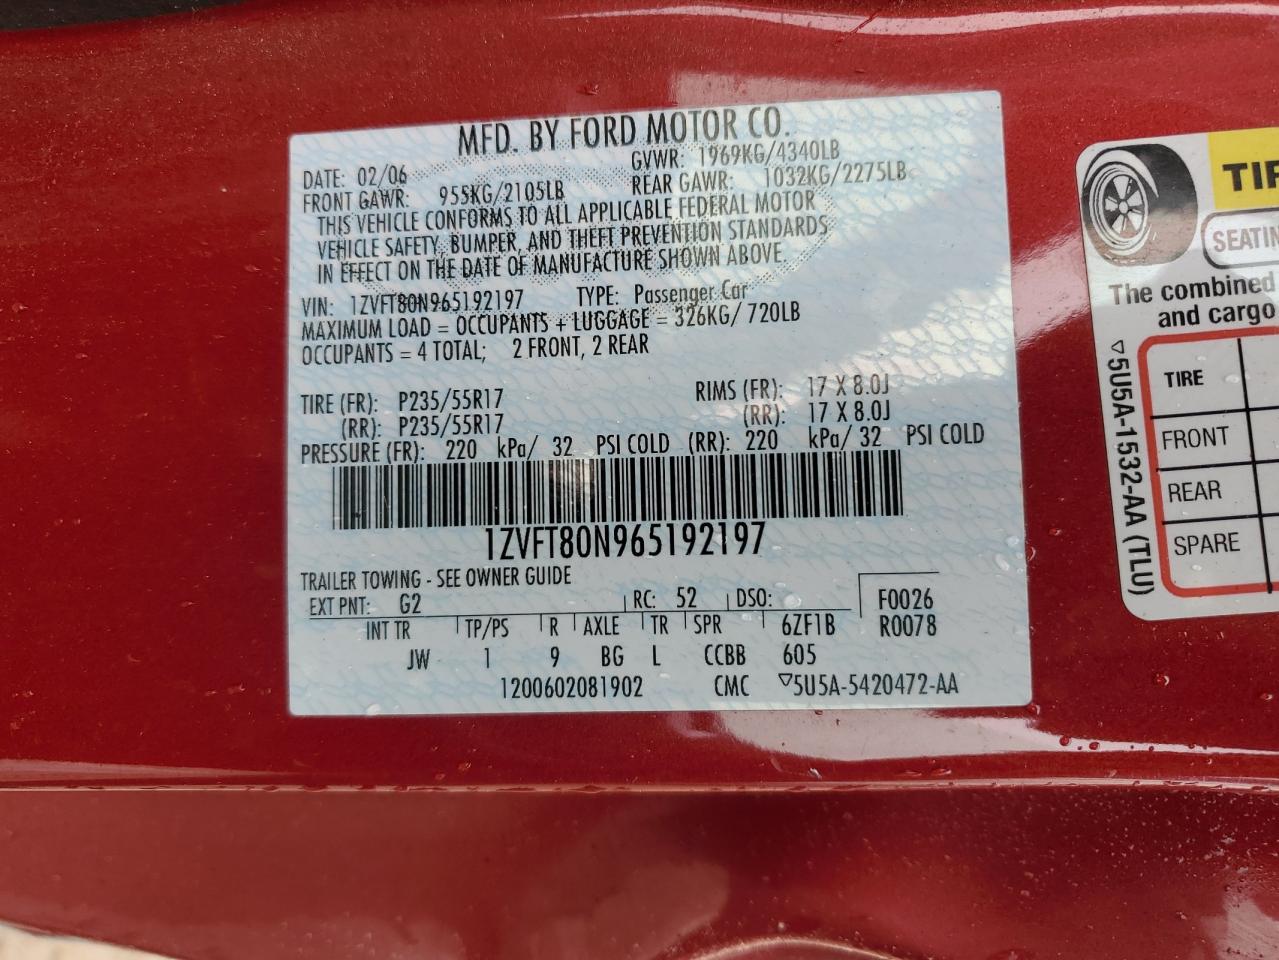 MFD. BY FORD MOTOR CO.
DATE: 02/06 GVWR: 1969KG/4340LB
FRONT GAWR: 955KG/2105LB REAR GAWR: 1032KG/2275LB
THIS VEHICLE CONFORMS TO ALL APPLICABLE FEDERAL MOTOR
VEHICLE SAFETY, BUMPER, AND THEFT PREVENTION STANDARDS
IN EFFECT ON THE DATE OF MANUFACTURE SHOWN ABOVE
VIN: 1ZVFT80N965192197 TYPE: Passenger Car
MAXIMUM LOAD = OCCUPANTS + LUGGAGE = 326KG/ 720LB
OCCUPANTS = 4 TOTAL; 2 FRONT, 2 REAR
TIRE (FR): P235/55R17 RIMS (FR): 17 X 8.0J
(RR): P235/55R17 (RR): 17 X 8.0J
PRESSURE (FR): 220 kPa/ 32 PSI COLD (RR): 220 kPa/ 32 PSI COLD
1ZVFT80N965192197
TRAILER TOWING - SEE OWNER GUIDE
EXT PNT: G2 RC: 52 DSO: F0026
INT TR TP/PS R AXLE TR SPR 6ZF1B R0078
JW 1 9 BG L CCBB 605
1200602081902 CMC ▽5U5A-5420472-AA
TIR
SEATIN
The combined
and cargo
TIRE
FRONT
REAR
SPARE
▽5U5A-1532-AA (TLU)